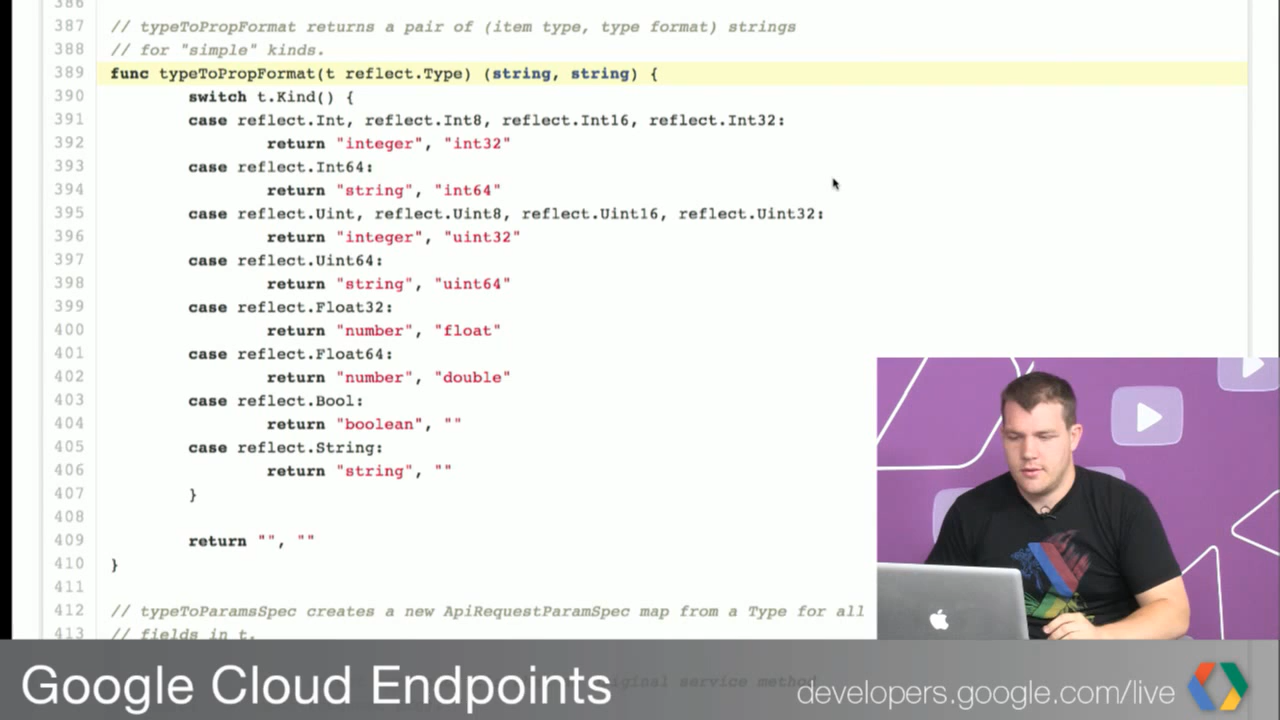 386
387 // typeToPropFormat returns a pair of (item type, type format) strings
388 // for "simple" kinds.
389 func typeToPropFormat(t reflect.Type) (string, string) {
390 switch t.Kind() {
391 case reflect.Int, reflect.Int8, reflect.Int16, reflect.Int32:
392 return "integer", "int32"
393 case reflect.Int64:
394 return "string", "int64"
395 case reflect.Uint, reflect.Uint8, reflect.Uint16, reflect.Uint32:
396 return "integer", "uint32"
397 case reflect.Uint64:
398 return "string", "uint64"
399 case reflect.Float32:
400 return "number", "float"
401 case reflect.Float64:
402 return "number", "double"
403 case reflect.Bool:
404 return "boolean", ""
405 case reflect.String:
406 return "string", ""
407 }
408
409 return "", ""
410 }
411
412 // typeToParamsSpec creates a new ApiRequestParamSpec map from a Type for all
413 // fields in t.
Google Cloud Endpoints
developers.google.com/live